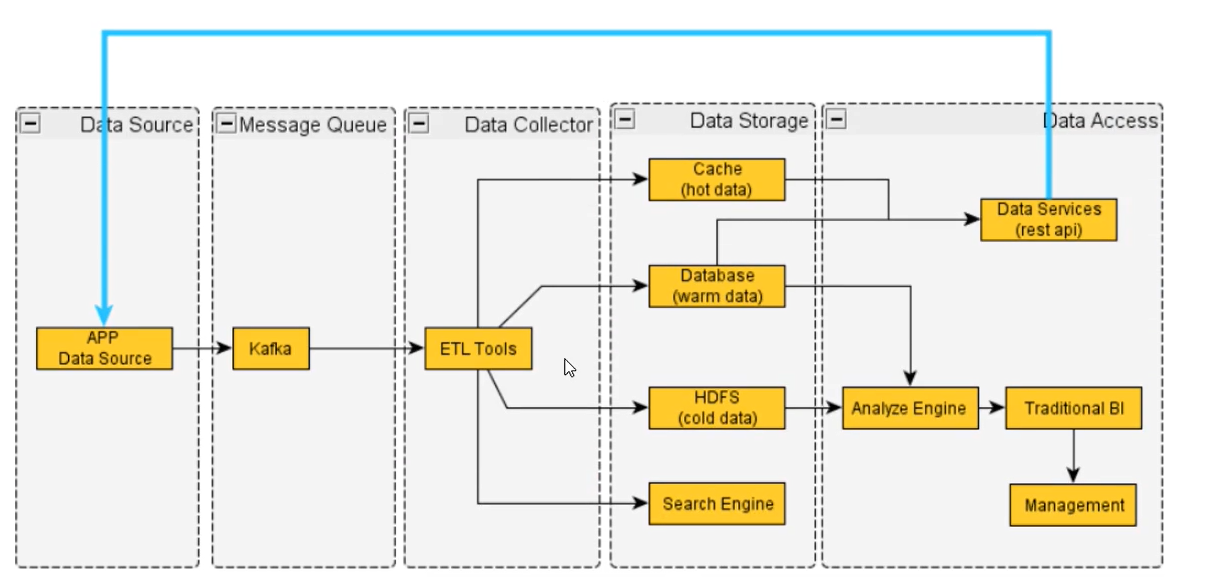 Data Source
Message Queue
Data Collector
Data Storage
Data Access
Cache
(hot data)
Data Services
(rest api)
Database
(warm data)
APP
Data Source
Kafka
ETL Tools
HDFS
(cold data)
Analyze Engine
Traditional BI
Search Engine
Management